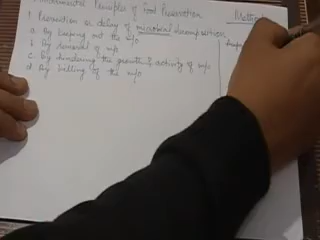 Fundamental Principles of Food Preservation
1. Prevention or delay of microbial decomposition
a. By keeping out the m/o
b. By removal of m/o
c. By hindering the growth & activity of m/o
d. By killing of the m/o